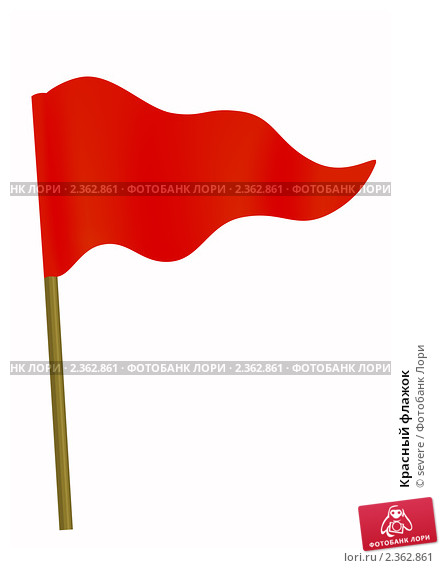 НК ЛОРИ · 2.362.861 · ФОТОБАНК ЛОРИ · 2.362.861 · ФОТОБАНК ЛОРИ
НК ЛОРИ · 2.362.861 · ФОТОБАНК ЛОРИ · 2.362.861 · ФОТОБАНК ЛОРИ
Красный флажок
© severe / Фотобанк Лори
ФОТОБАНК ЛОРИ
lori.ru / 2.362.861